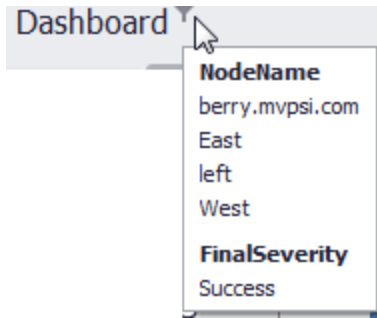 Dashboard
NodeName
berry.mvpsi.com
East
left
West
FinalSeverity
Success